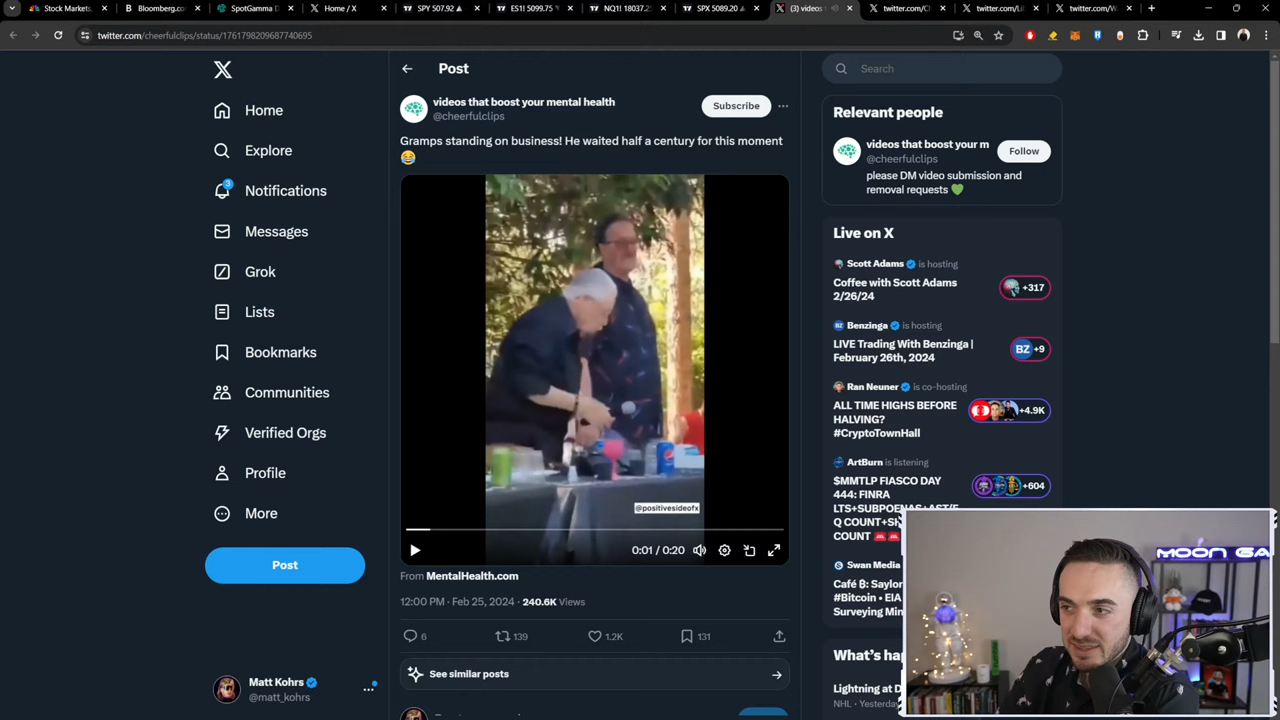 Stock Markets,
Bloomberg.com
SpotGamma D
Home / X
SPY 507.92
ES1! 5099.75
NQ1! 18037.25
SPX 5089.20
(3) videos t
twitter.com/Ch
twitter.com/Li
twitter.com/W
twitter.com/cheerfulclips/status/1761798209687740695
Home
Explore
3
Notifications
Messages
Grok
Lists
Bookmarks
Communities
Verified Orgs
Profile
More
Post
Matt Kohrs
@matt_kohrs
Post
videos that boost your mental health
@cheerfulclips
Subscribe
Gramps standing on business! He waited half a century for this moment
😂
@positivesideofx
0:01 / 0:20
From MentalHealth.com
12:00 PM · Feb 25, 2024 · 240.6K Views
6
139
1.2K
131
See similar posts
Search
Relevant people
videos that boost your m
@cheerfulclips
Follow
please DM video submission and
removal requests 💚
Live on X
Scott Adams is hosting
Coffee with Scott Adams
2/26/24
+317
Benzinga is hosting
LIVE Trading With Benzinga |
February 26th, 2024
BZ +9
Ran Neuner is co-hosting
ALL TIME HIGHS BEFORE
HALVING?
#CryptoTownHall
+4.9K
ArtBurn is listening
$MMTLP FIASCO DAY
444: FINRA
LTS+SUBPOENAS+AST/F
Q COUNT+SH
COUNT
+604
Swan Media
Café ₿: Saylor
#Bitcoin • EIA
Surveying Min
What's ha
Lightning at D
NHL · Yesterday
MOON GA